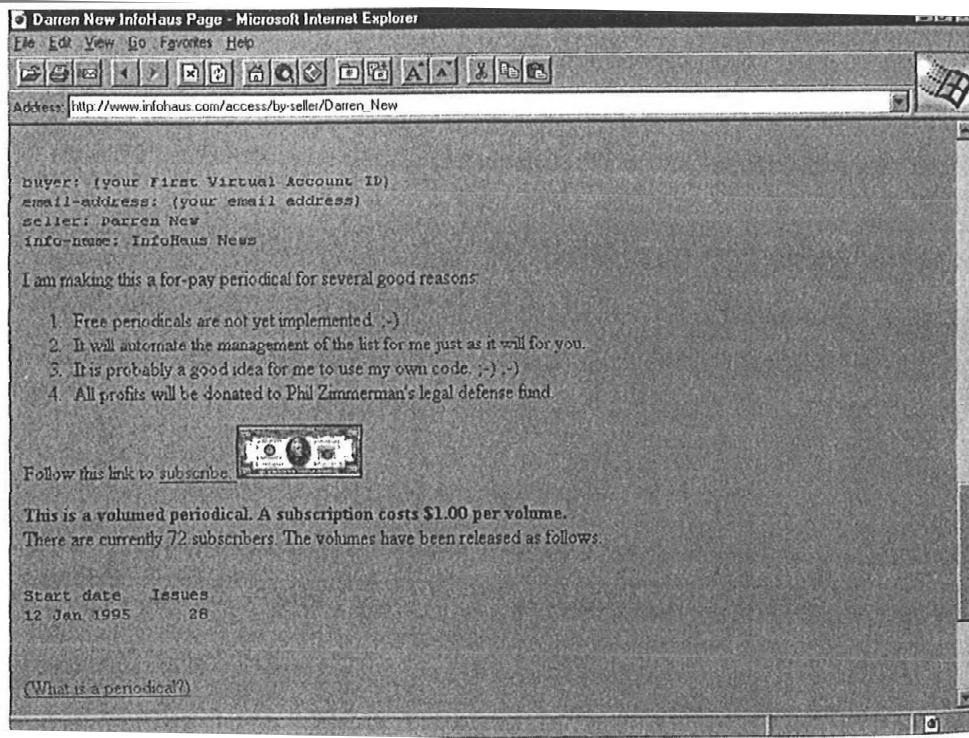 Darren New InfoHaus Page - Microsoft Internet Explorer
File Edit View Go Favorites Help
Address: http://www.infohaus.com/access/by-seller/Darren_New
buyer: (your First Virtual Account ID)
email-address: (your email address)
seller: Darren New
info-name: InfoHaus News
I am making this a for-pay periodical for several good reasons:
1. Free periodicals are not yet implemented. ;-)
2. It will automate the management of the list for me just as it will for you.
3. It is probably a good idea for me to use my own code. ;-) ;-)
4. All profits will be donated to Phil Zimmerman's legal defense fund.
Follow this link to subscribe.
This is a volumed periodical. A subscription costs $1.00 per volume.
There are currently 72 subscribers. The volumes have been released as follows.
Start date Issues
12 Jan 1995 28
(What is a periodical?)